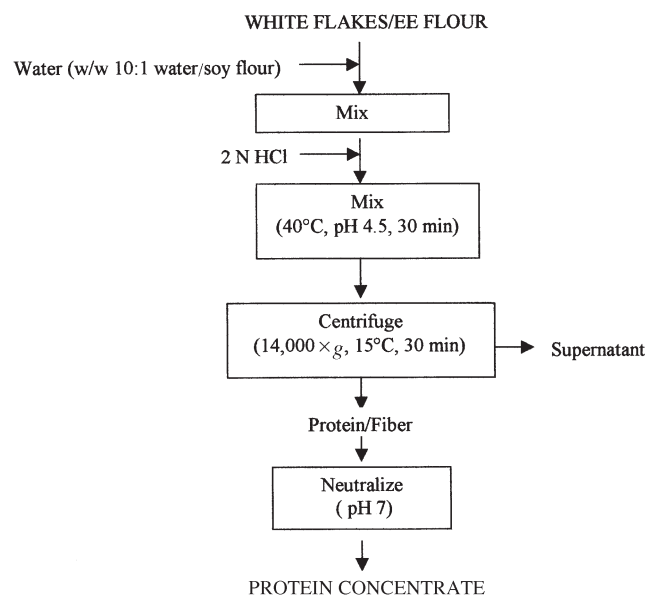 WHITE FLAKES/EE FLOUR
Water (w/w 10:1 water/soy flour)
Mix
2 N HCl
Mix
(40°C, pH 4.5, 30 min)
Centrifuge
(14,000 × g, 15°C, 30 min)
Supernatant
Protein/Fiber
Neutralize
( pH 7)
PROTEIN CONCENTRATE